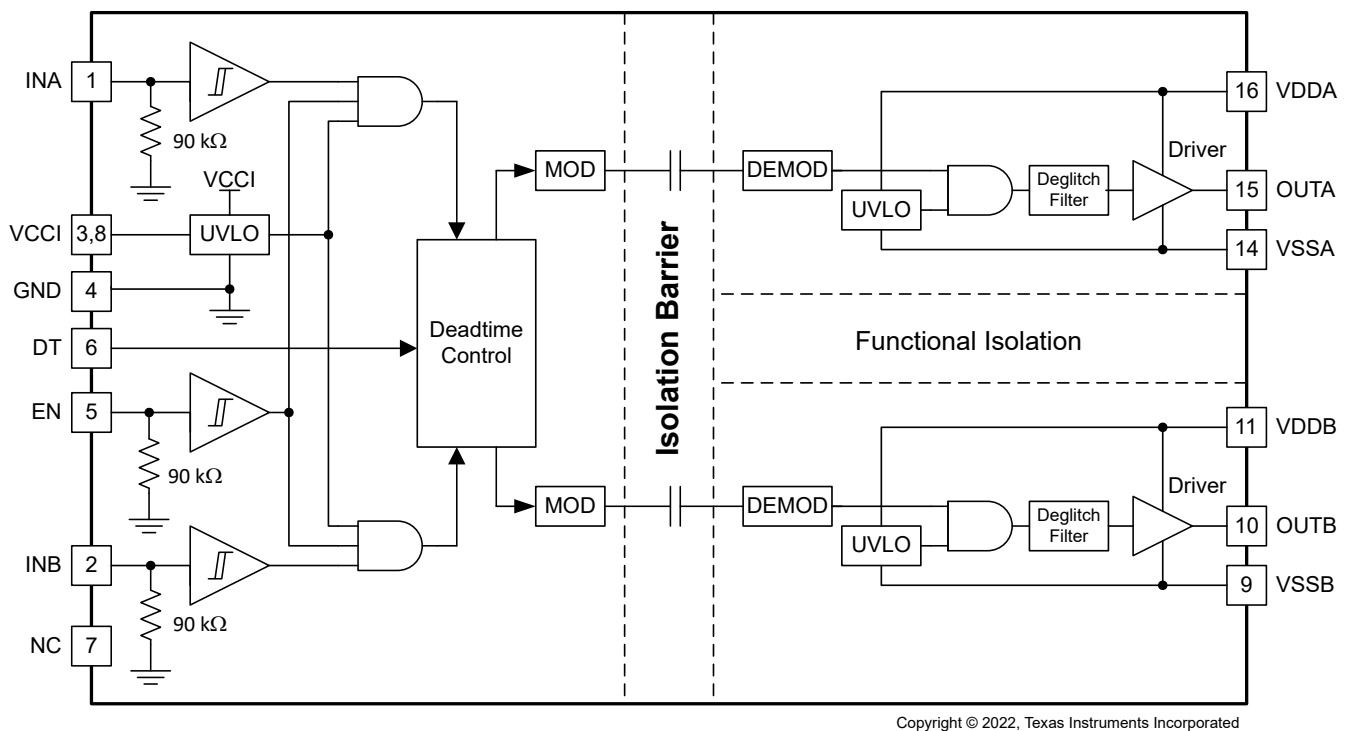 INA
1
90 kΩ
VCCI
VCCI
3,8
UVLO
GND
4
DT
6
EN
5
90 kΩ
INB
2
90 kΩ
NC
7
Deadtime
Control
MOD
MOD
Isolation Barrier
DEMOD
UVLO
Deglitch
Filter
Driver
16
VDDA
15
OUTA
14
VSSA
Functional Isolation
DEMOD
UVLO
Deglitch
Filter
Driver
11
VDDB
10
OUTB
9
VSSB
Copyright © 2022, Texas Instruments Incorporated